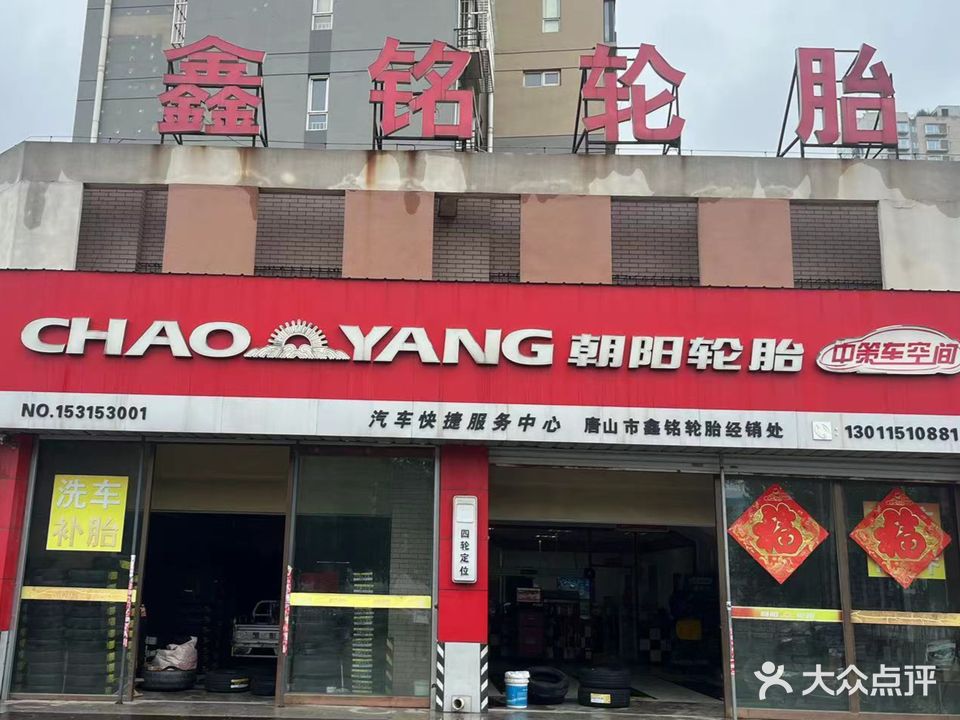 鑫铭轮胎
CHAO YANG 朝阳轮胎 中策车空间
NO.153153001 汽车快捷服务中心 唐山市鑫铭轮胎经销处 13011510881
洗车
补胎
四轮定位
福 福
大众点评